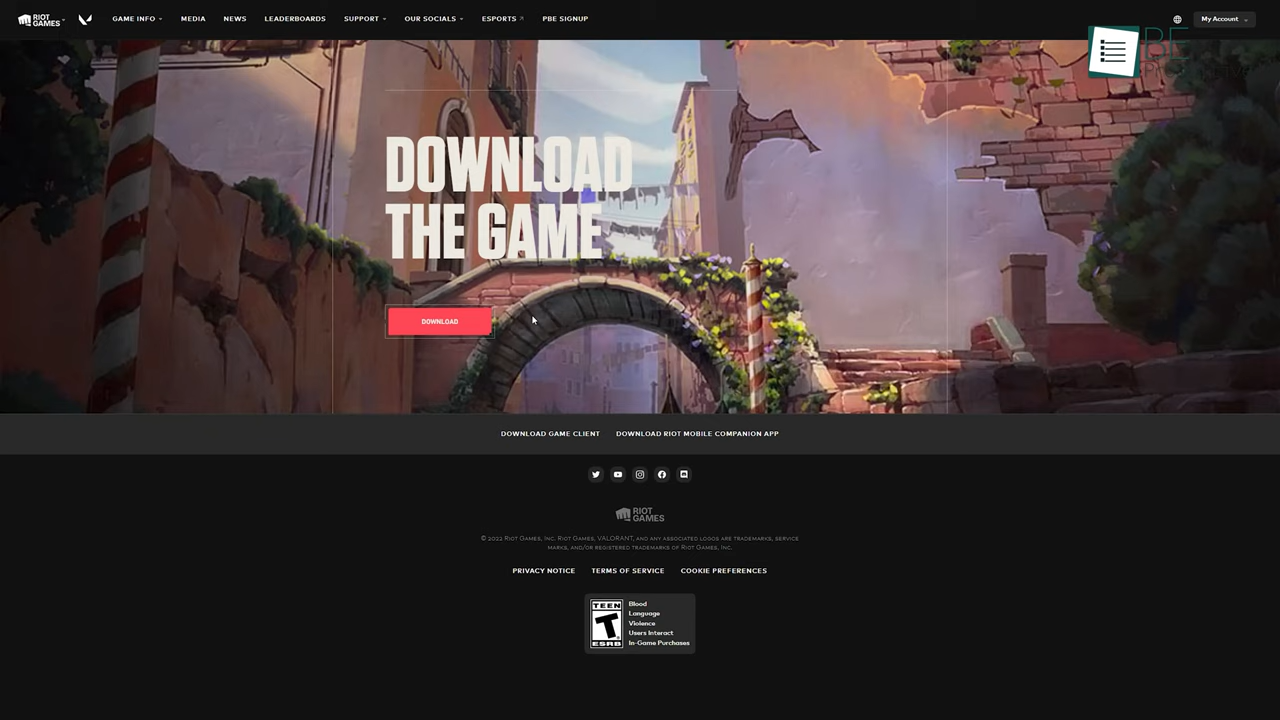 RIOT GAMES
GAME INFO
MEDIA
NEWS
LEADERBOARDS
SUPPORT
OUR SOCIALS
ESPORTS
PBE SIGNUP
My Account
BE
DOWNLOAD
THE GAME
DOWNLOAD
DOWNLOAD GAME CLIENT
DOWNLOAD RIOT MOBILE COMPANION APP
RIOT
GAMES
© 2022 Riot Games, Inc. Riot Games, VALORANT, and any associated logos are trademarks, service
marks, and/or registered trademarks of Riot Games, Inc.
PRIVACY NOTICE
TERMS OF SERVICE
COOKIE PREFERENCES
TEEN
T
ESRB
Blood
Language
Violence
Users Interact
In-Game Purchases